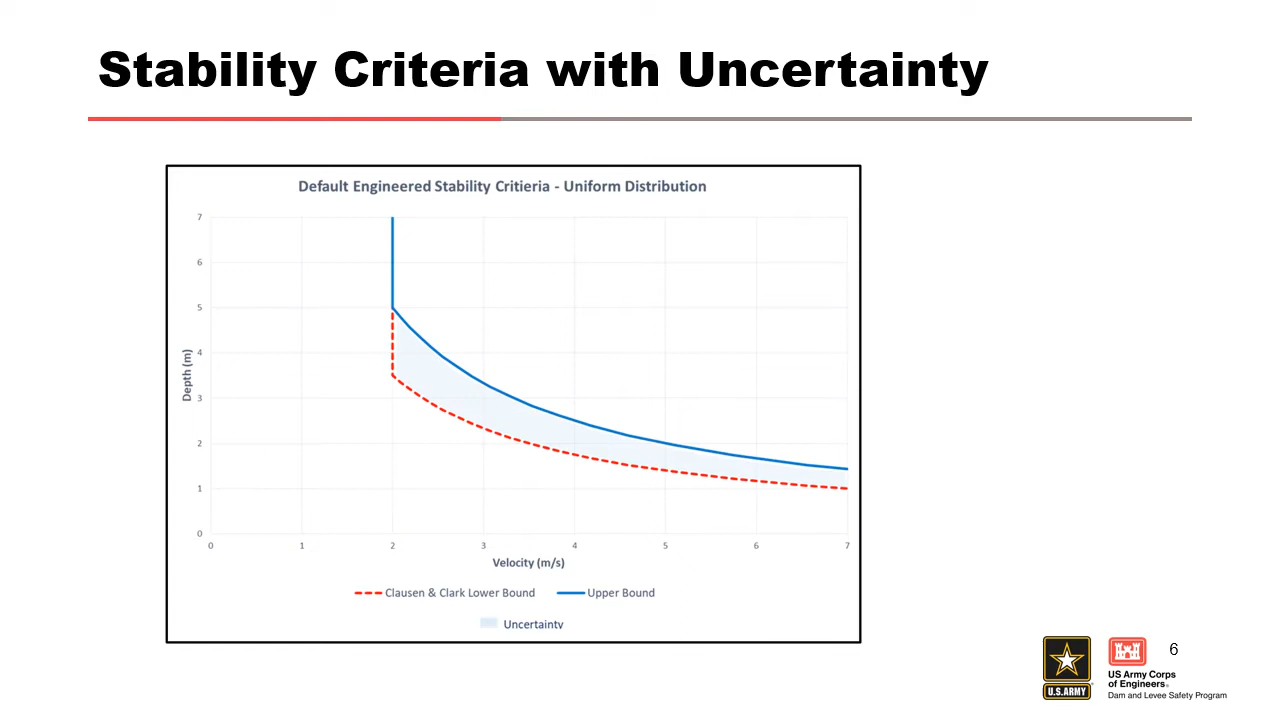 Stability Criteria with Uncertainty
Default Engineered Stability Critieria - Uniform Distribution
7
6
5
4
3
2
1
0
Depth (m)
0 1 2 3 4 5 6 7
Velocity (m/s)
Clausen & Clark Lower Bound Upper Bound
Uncertainty
6
U.S.ARMY
US Army Corps
of Engineers®
Dam and Levee Safety Program